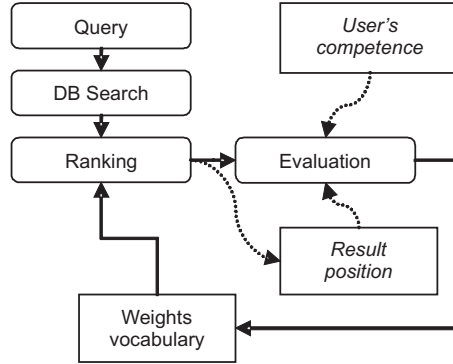 Query
User's
competence
DB Search
Ranking
Evaluation
Result
position
Weights
vocabulary